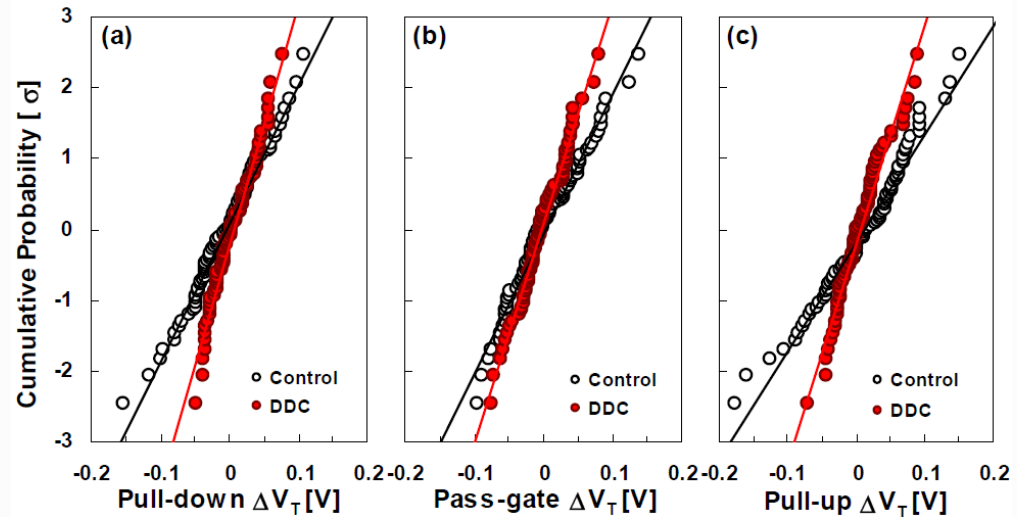 (a)
(b)
(c)
Cumulative Probability [ σ]
3
2
1
0
-1
-2
-3
Control
DDC
Control
DDC
Control
DDC
-0.2 -0.1 0 0.1 0.2
-0.2 -0.1 0 0.1 0.2
-0.2 -0.1 0 0.1 0.2
Pull-down ΔVT [V]
Pass-gate ΔVT [V]
Pull-up ΔVT [V]